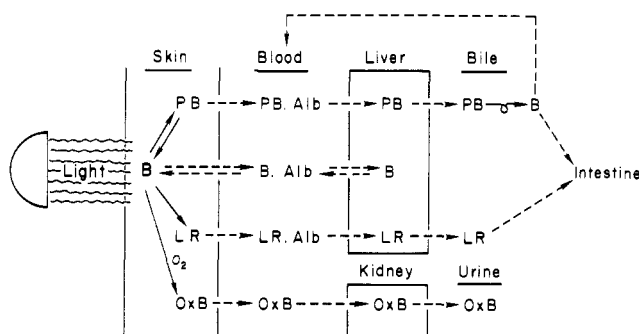 Skin Blood Liver Bile
PB PB. Alb PB PB B
Light B B. Alb B Intestine
LR LR. Alb LR LR
O2 Kidney Urine
OxB OxB OxB OxB